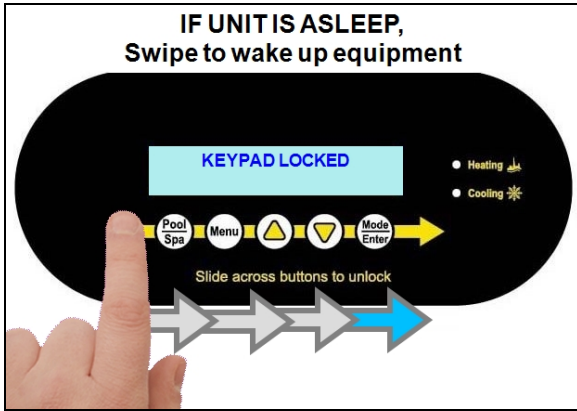 IF UNIT IS ASLEEP,
Swipe to wake up equipment
KEYPAD LOCKED
Heating
Cooling
Pool Spa Menu Mode Enter
Slide across buttons to unlock